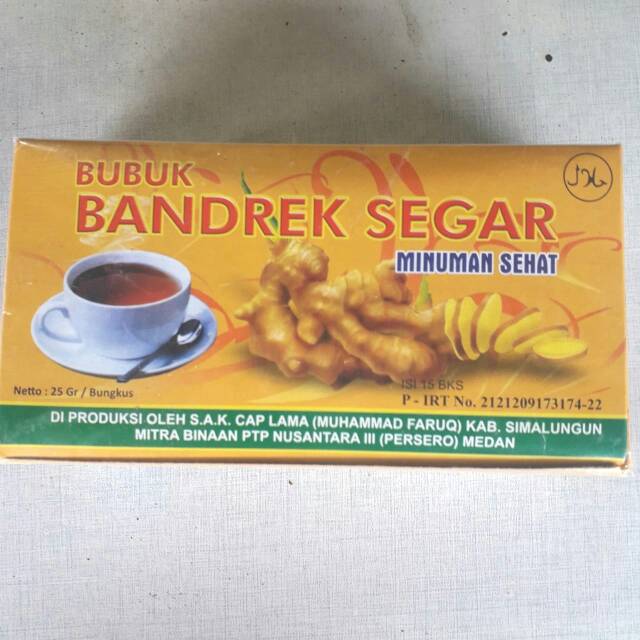 BUBUK
BANDREK SEGAR
MINUMAN SEHAT
Netto : 25 Gr / Bungkus
ISI 15 BKS
P - IRT No. 2121209173174-22
DI PRODUKSI OLEH S.A.K. CAP LAMA (MUHAMMAD FARUQ) KAB. SIMALUNGUN
MITRA BINAAN PTP NUSANTARA III (PERSERO) MEDAN